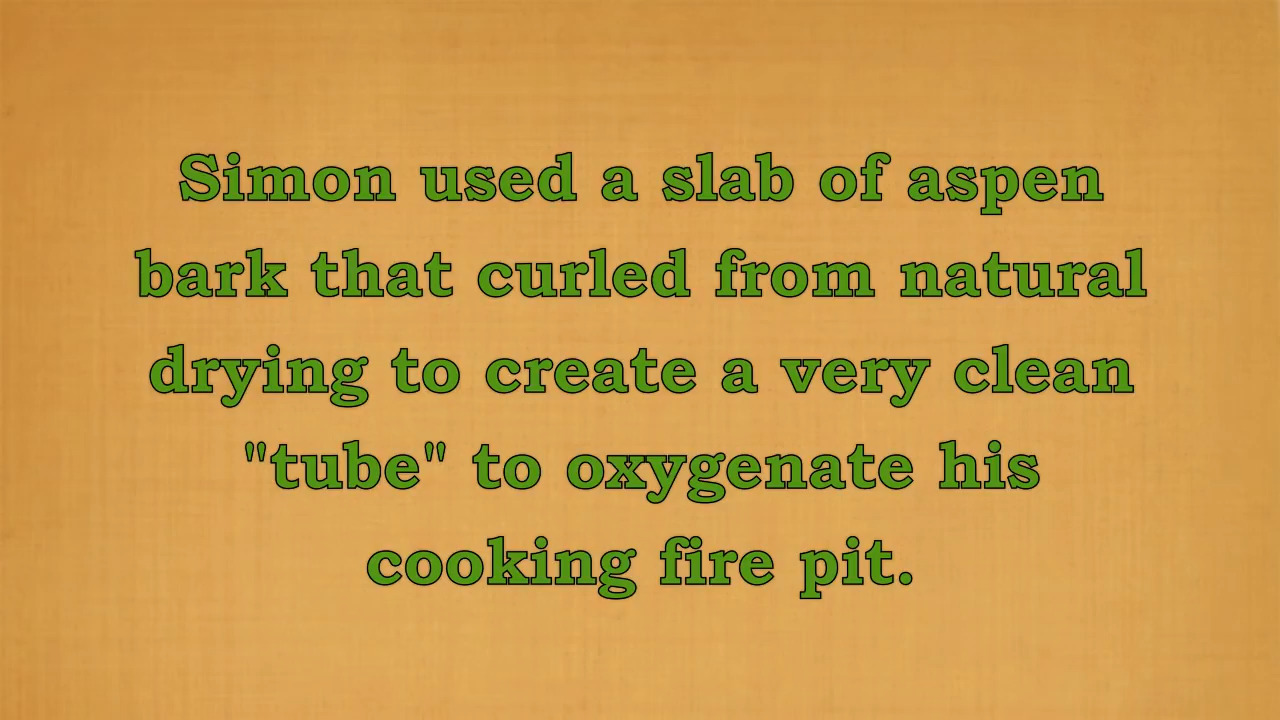 Simon used a slab of aspen
bark that curled from natural
drying to create a very clean
"tube" to oxygenate his
cooking fire pit.